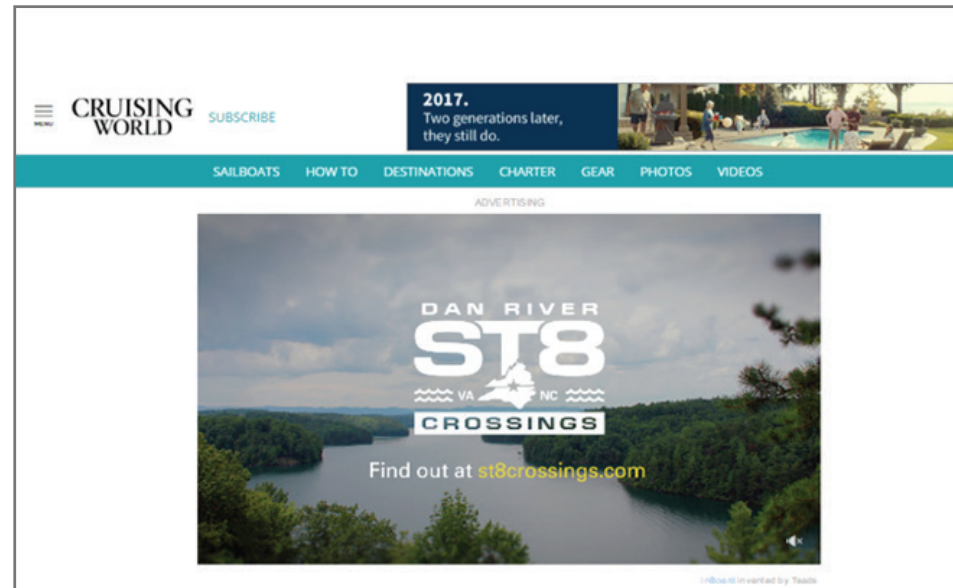 MENU
CRUISING
WORLD
SUBSCRIBE
2017.
Two generations later,
they still do.
SAILBOATS HOW TO DESTINATIONS CHARTER GEAR PHOTOS VIDEOS
ADVERTISING
DAN RIVER
ST8
VA NC
CROSSINGS
Find out at st8crossings.com
InBoard invented by Teads